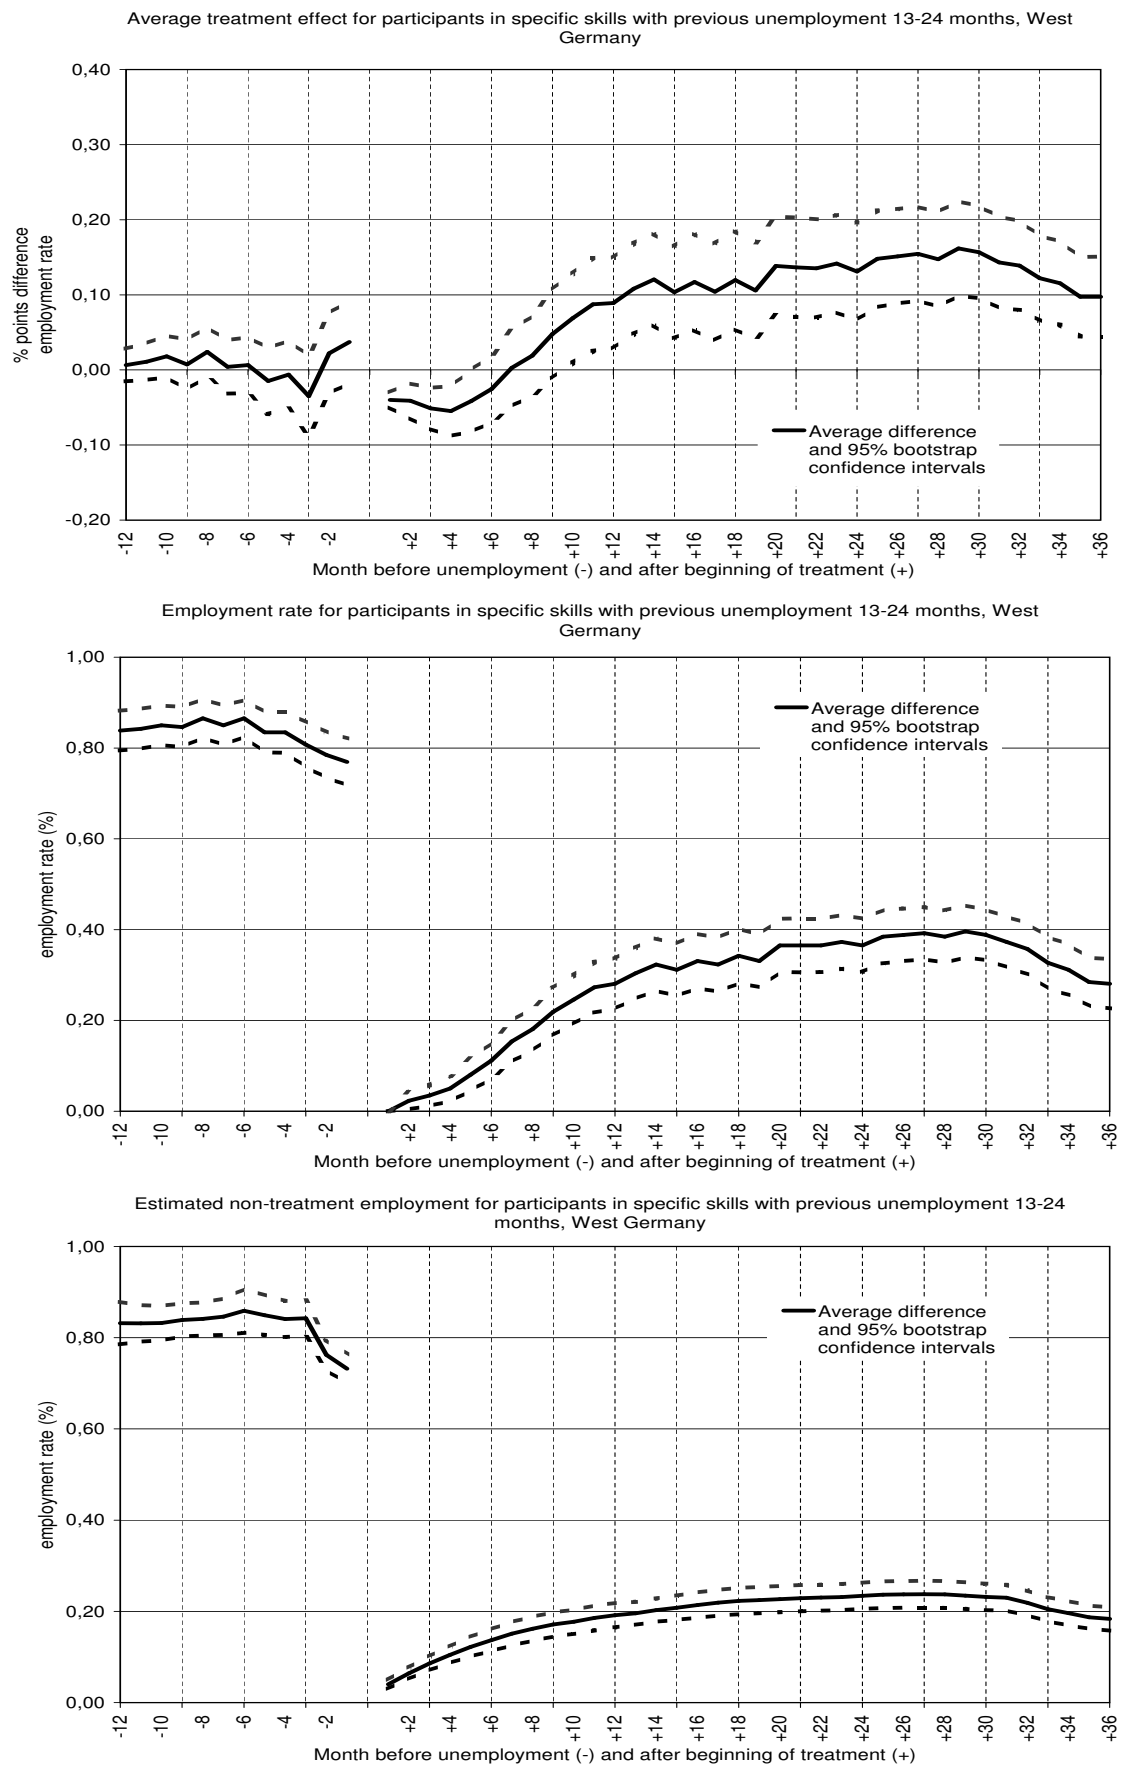 Average treatment effect for participants in specific skills with previous unemployment 13-24 months, West
Germany
0,40
0,30
0,20
0,10
0,00
-0,10
-0,20
% points difference
employment rate
Average difference
and 95% bootstrap
confidence intervals
-12 -10 -8 -6 -4 -2 +2 +4 +6 +8 +10 +12 +14 +16 +18 +20 +22 +24 +26 +28 +30 +32 +34 +36
Month before unemployment (-) and after beginning of treatment (+)
Employment rate for participants in specific skills with previous unemployment 13-24 months, West
Germany
1,00
0,80
0,60
0,40
0,20
0,00
employment rate (%)
Average difference
and 95% bootstrap
confidence intervals
-12 -10 -8 -6 -4 -2 +2 +4 +6 +8 +10 +12 +14 +16 +18 +20 +22 +24 +26 +28 +30 +32 +34 +36
Month before unemployment (-) and after beginning of treatment (+)
Estimated non-treatment employment for participants in specific skills with previous unemployment 13-24
months, West Germany
1,00
0,80
0,60
0,40
0,20
0,00
employment rate (%)
Average difference
and 95% bootstrap
confidence intervals
-12 -10 -8 -6 -4 -2 +2 +4 +6 +8 +10 +12 +14 +16 +18 +20 +22 +24 +26 +28 +30 +32 +34 +36
Month before unemployment (-) and after beginning of treatment (+)